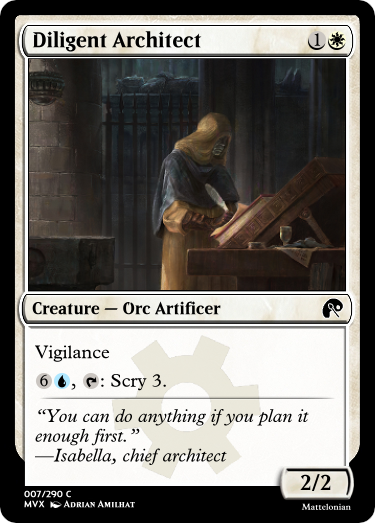 Diligent Architect 1
Creature — Orc Artificer
Vigilance
6, : Scry 3.
“You can do anything if you plan it
enough first.”
—Isabella, chief architect
2/2
007/290 C
MVX Adrian Amilhat
Mattelonian